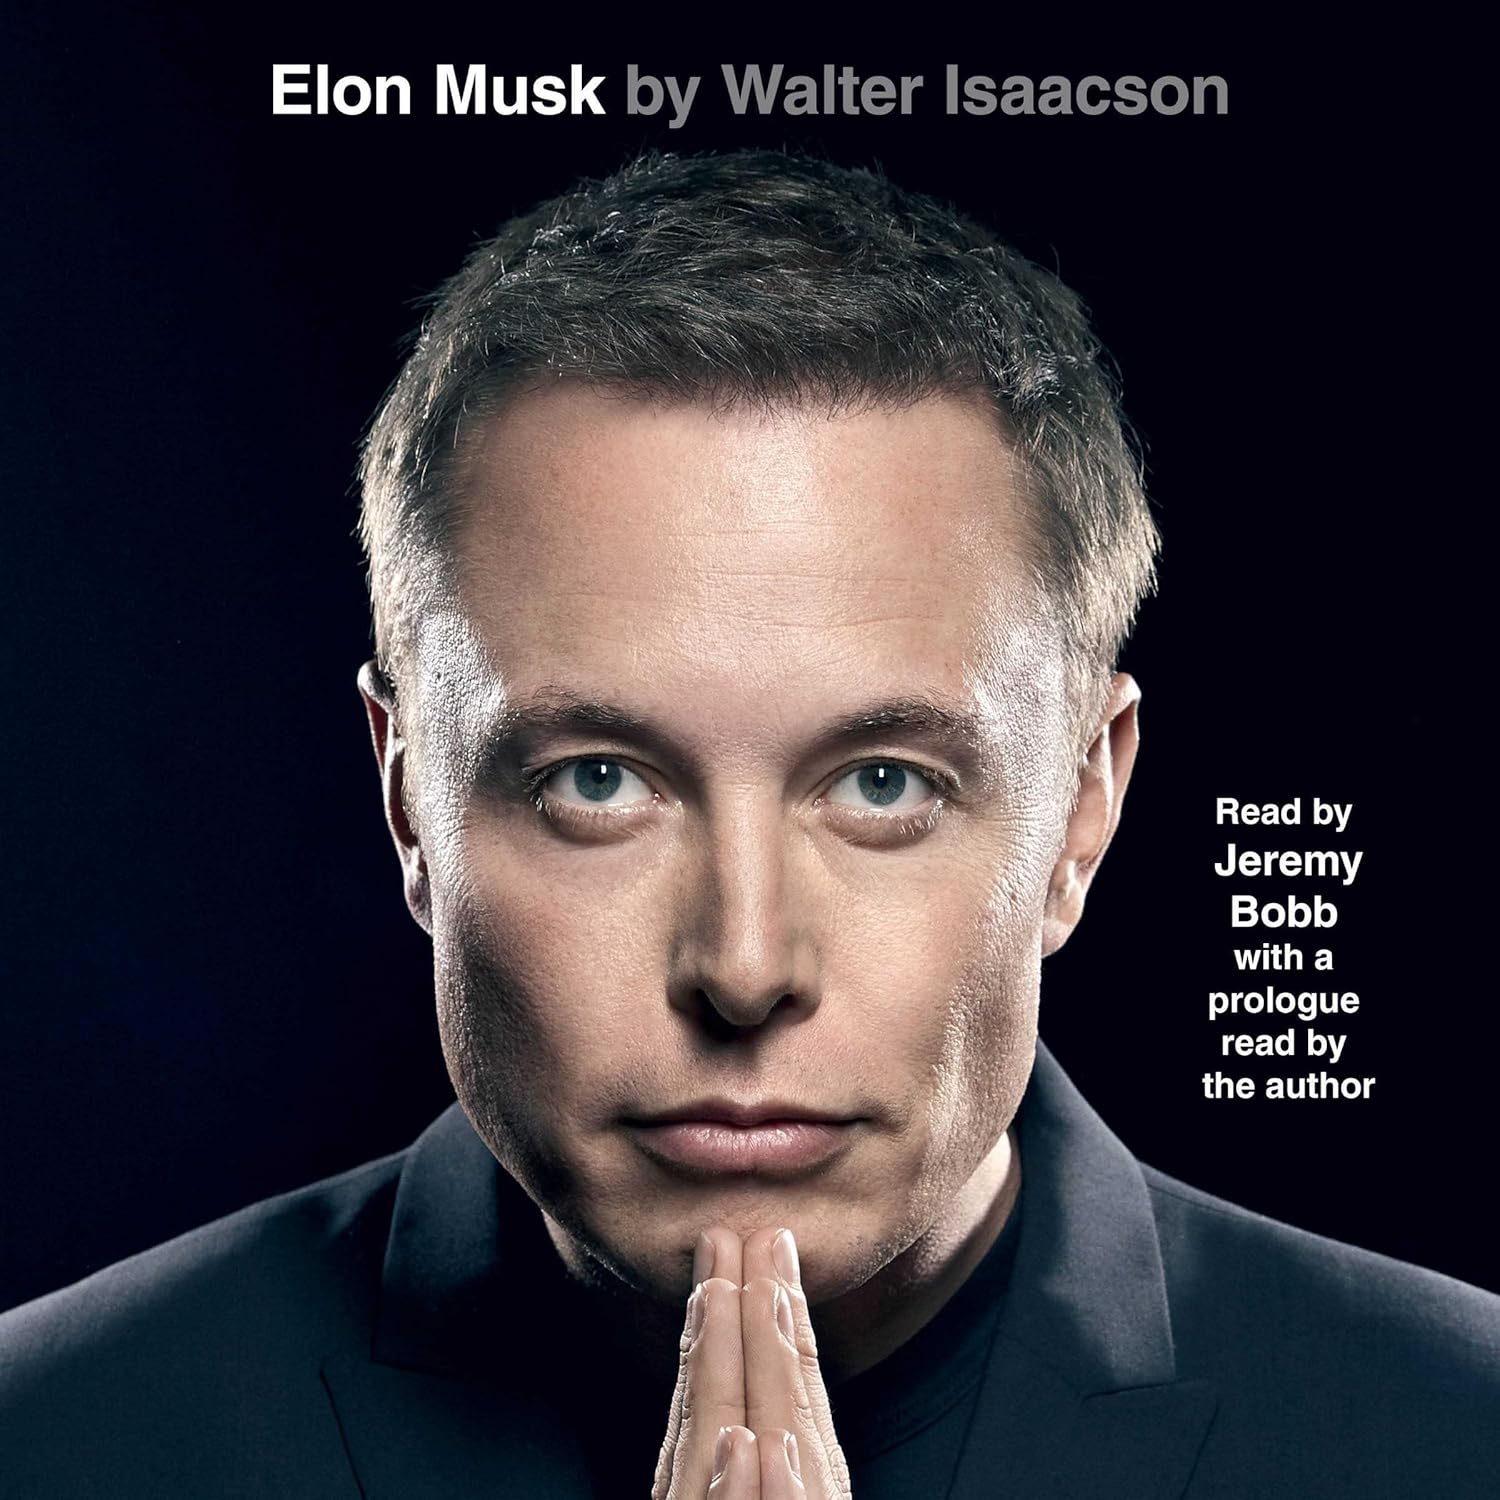 Elon Musk by Walter Isaacson
Read by
Jeremy
Bobb
with a
prologue
read by
the author